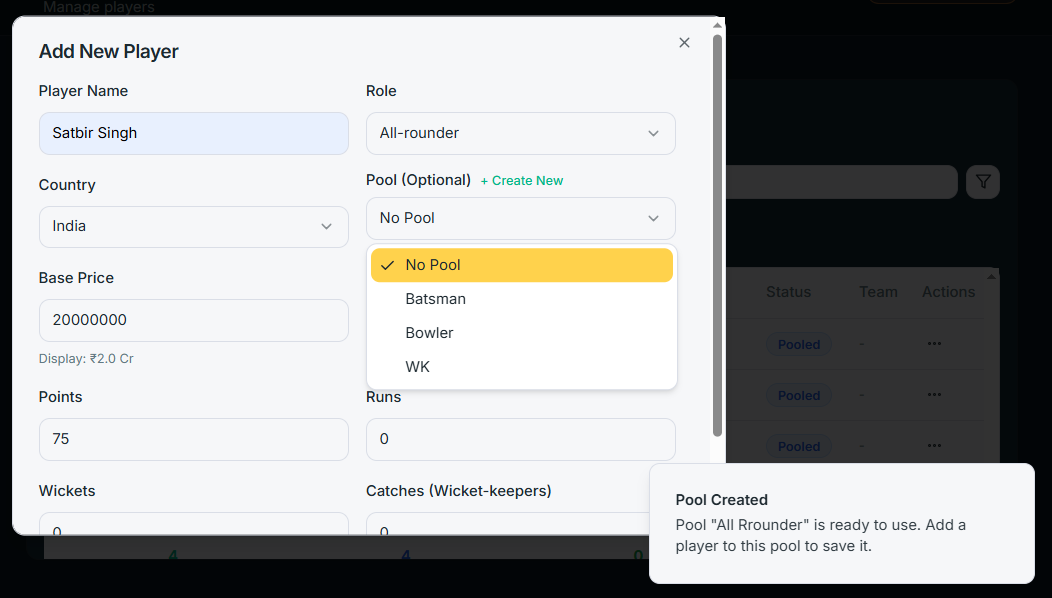 Manage players
Add New Player
Player Name
Role
Satbir Singh
All-rounder
Country
Pool (Optional) + Create New
India
No Pool
Base Price
No Pool
Batsman
20000000
Bowler
Display: ₹2.0 Cr
WK
Points
Runs
75
0
Wickets
Catches (Wicket-keepers)
0
0
Status Team Actions
Pooled -
Pooled -
Pooled -
4 4 0
Pool Created
Pool "All Rrounder" is ready to use. Add a
player to this pool to save it.